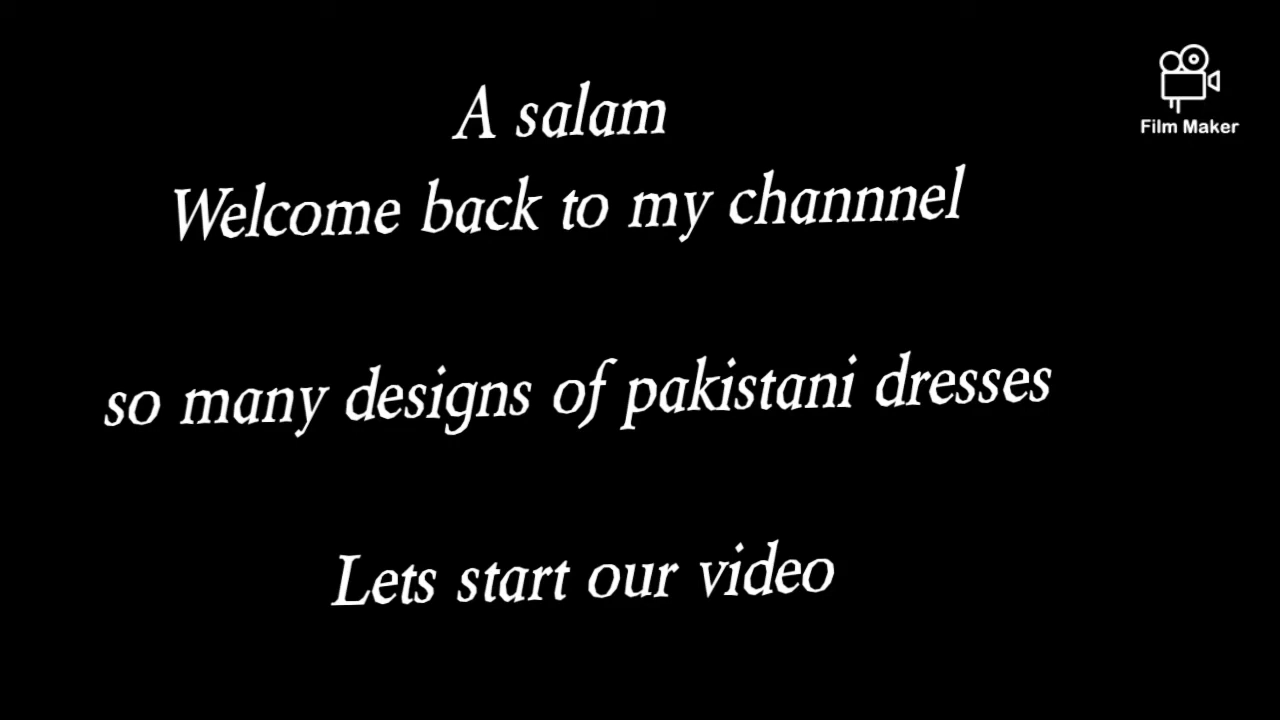 A salam
Welcome back to my channnel
so many designs of pakistani dresses
Lets start our video
Film Maker